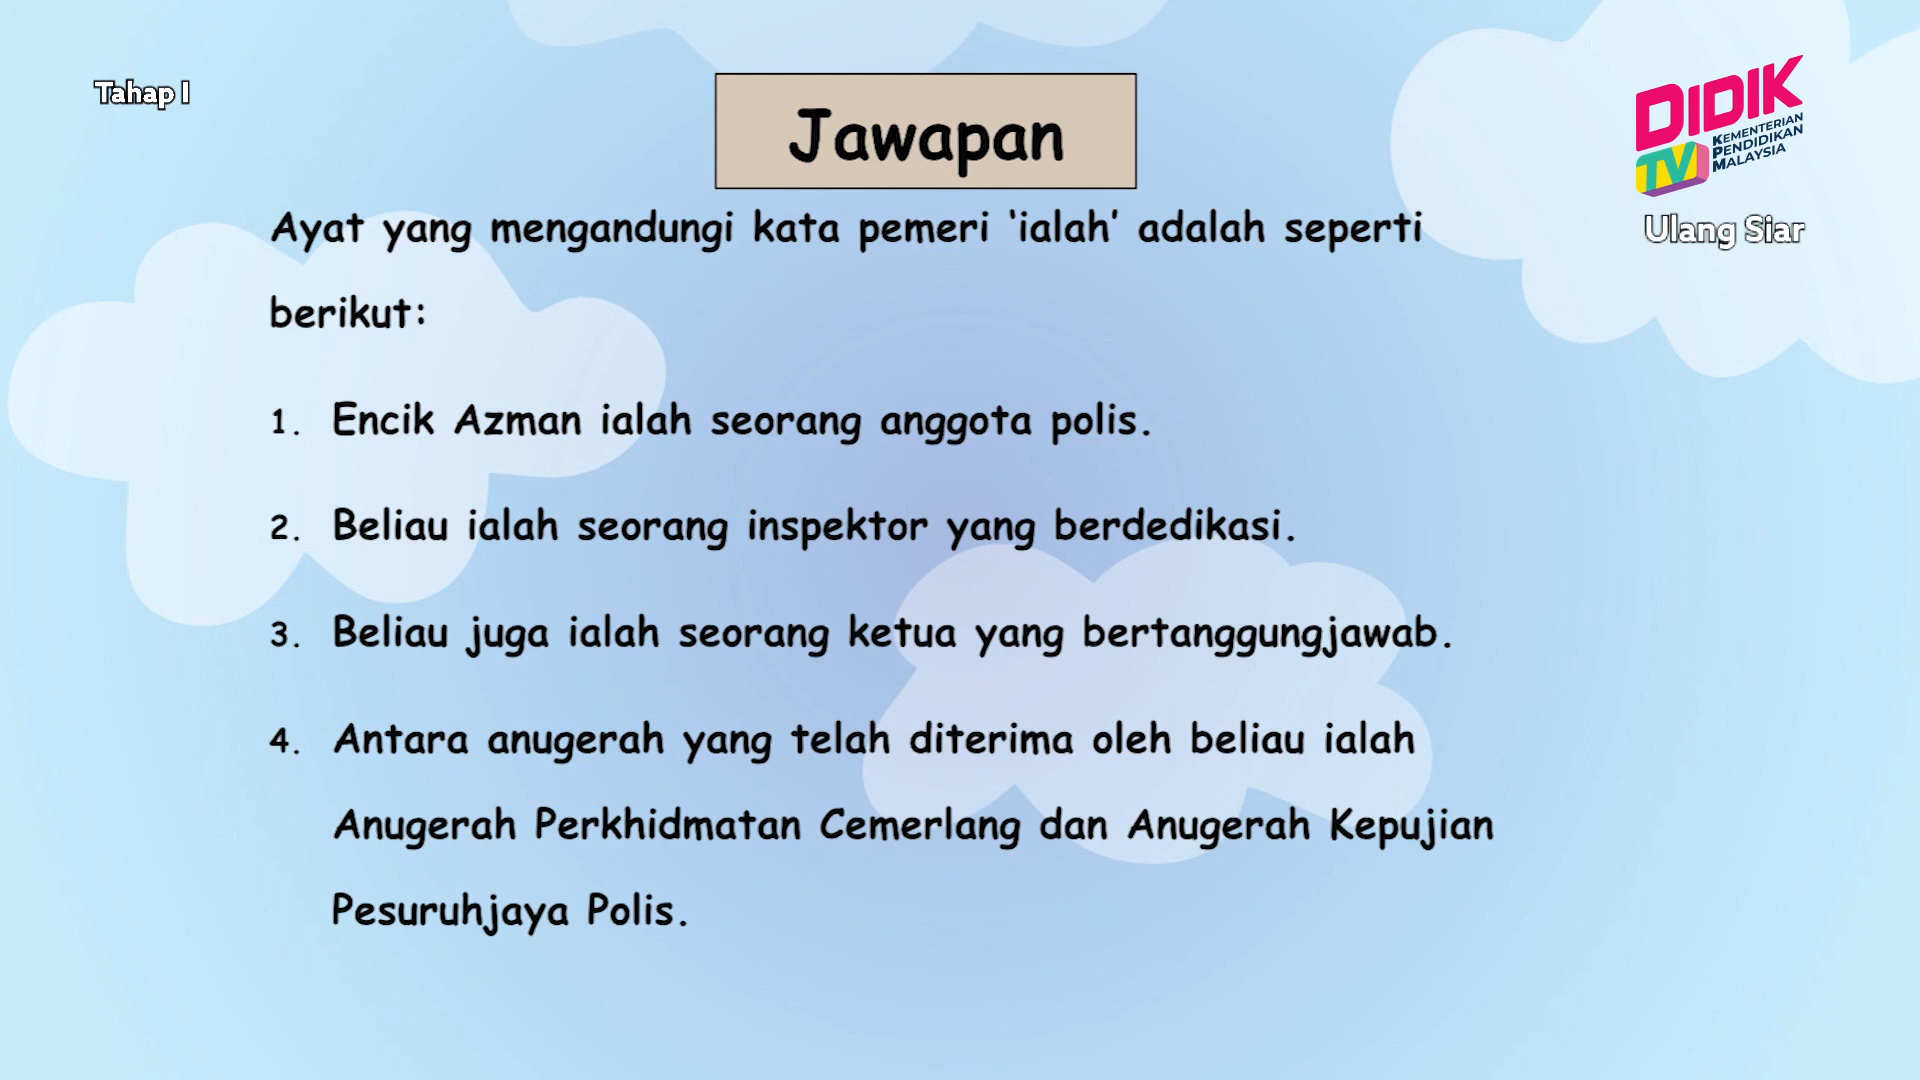 Tahap I
Jawapan
DIDIK
TV
KEMENTERIAN
PENDIDIKAN
MALAYSIA
Ulang Siar
Ayat yang mengandungi kata pemeri ‘ialah’ adalah seperti
berikut:
1. Encik Azman ialah seorang anggota polis.
2. Beliau ialah seorang inspektor yang berdedikasi.
3. Beliau juga ialah seorang ketua yang bertanggungjawab.
4. Antara anugerah yang telah diterima oleh beliau ialah
Anugerah Perkhidmatan Cemerlang dan Anugerah Kepujian
Pesuruhjaya Polis.